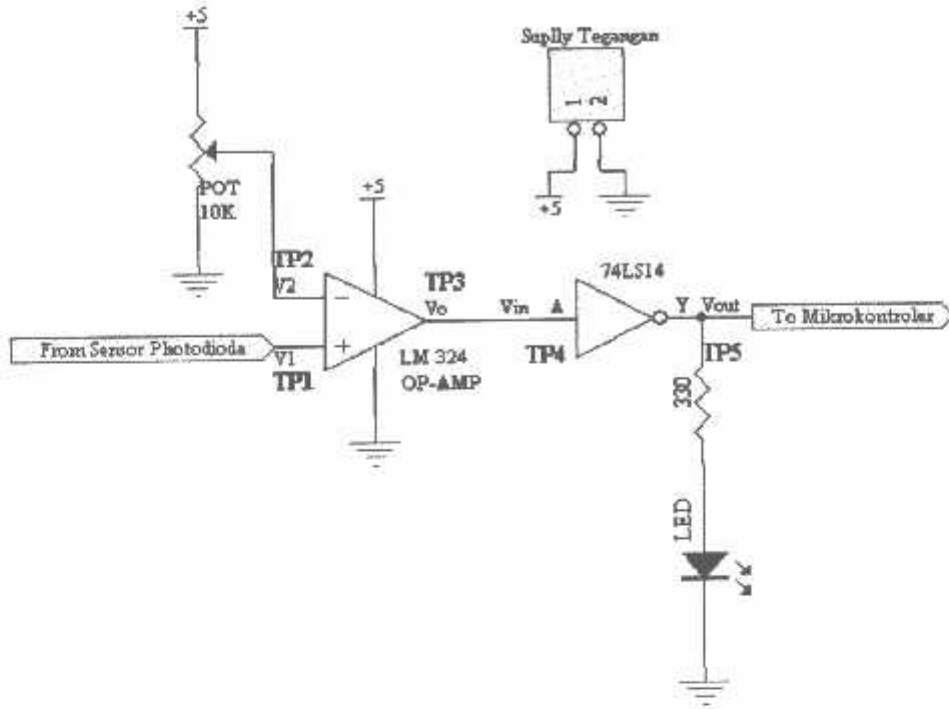 +5
Suplly Tegangan
1 2
+5
POT
10K
+5
TP2
V2
−
TP3
Vo
Vin
A
74LS14
Y
Vout
To Mikrokontroler
From Sensor Photodioda
V1
TP1
+
LM 324
OP-AMP
TP4
TP5
330
LED